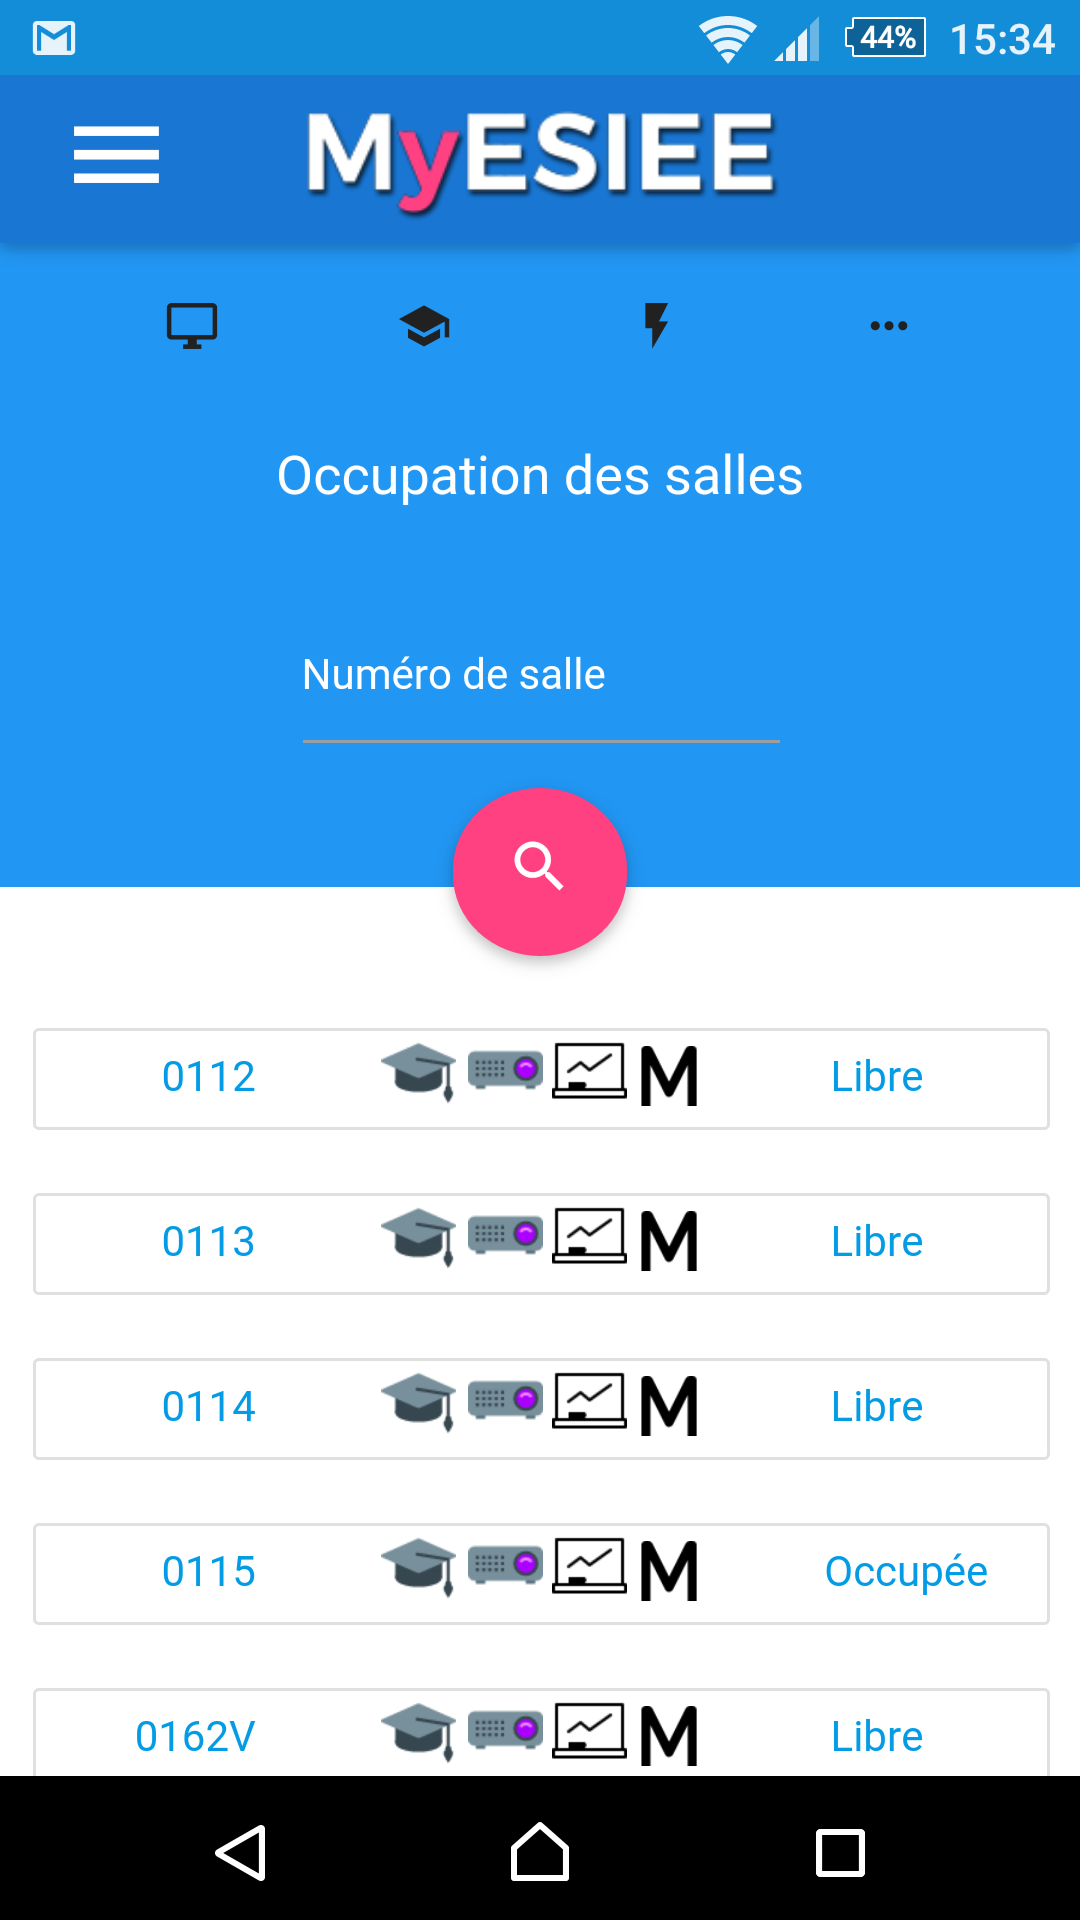 44% 15:34
MyESIEE
Occupation des salles
Numéro de salle
0112 M Libre
0113 M Libre
0114 M Libre
0115 M Occupée
0162V M Libre